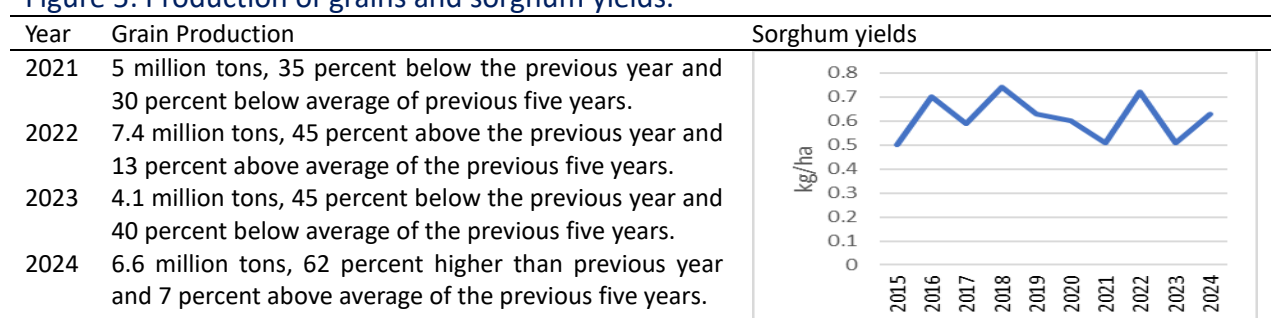 Figure 5: Production of grains and sorghum yields.
Year Grain Production Sorghum yields
2021 5 million tons, 35 percent below the previous year and
30 percent below average of previous five years.
2022 7.4 million tons, 45 percent above the previous year and
13 percent above average of the previous five years.
2023 4.1 million tons, 45 percent below the previous year and
40 percent below average of the previous five years.
2024 6.6 million tons, 62 percent higher than previous year
and 7 percent above average of the previous five years.
kg/ha
0.8
0.7
0.6
0.5
0.4
0.3
0.2
0.1
0
2015 2016 2017 2018 2019 2020 2021 2022 2023 2024